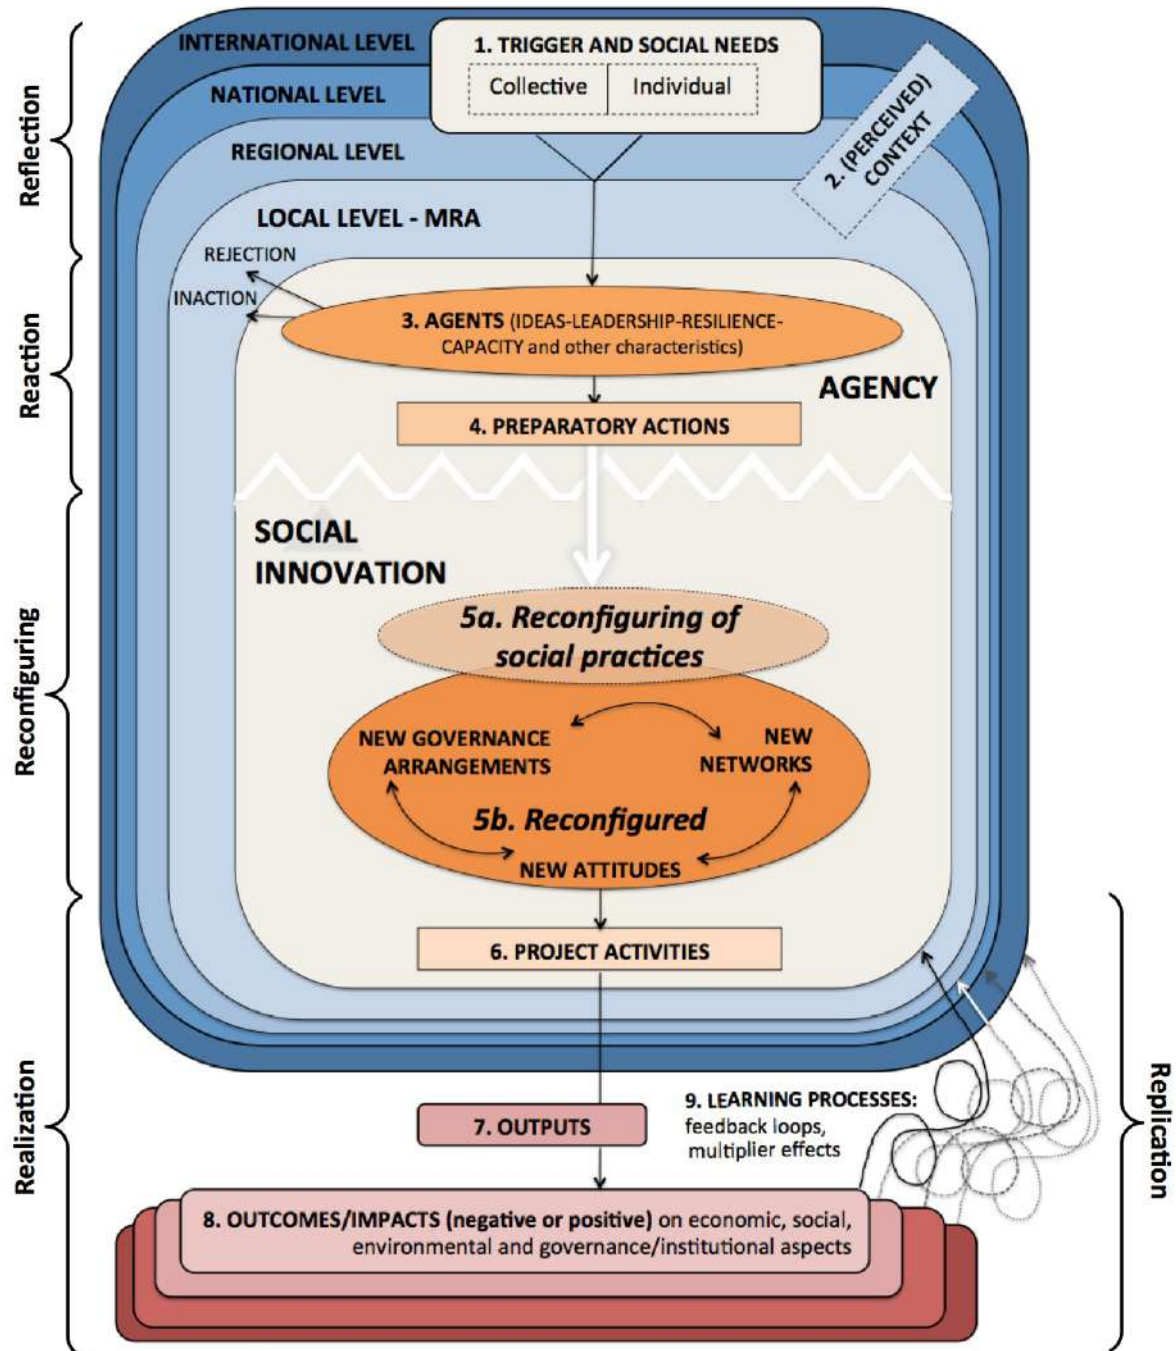 INTERNATIONAL LEVEL
1. TRIGGER AND SOCIAL NEEDS
Collective
Individual
NATIONAL LEVEL
2. (PERCEIVED)
CONTEXT
REGIONAL LEVEL
LOCAL LEVEL - MRA
Reflection
REJECTION
INACTION
3. AGENTS (IDEAS-LEADERSHIP-RESILIENCE-
CAPACITY and other characteristics)
AGENCY
Reaction
4. PREPARATORY ACTIONS
SOCIAL
INNOVATION
5a. Reconfiguring of
social practices
Reconfiguring
NEW GOVERNANCE
ARRANGEMENTS
NEW
NETWORKS
5b. Reconfigured
NEW ATTITUDES
6. PROJECT ACTIVITIES
Realization
7. OUTPUTS
9. LEARNING PROCESSES:
feedback loops,
multiplier effects
Replication
8. OUTCOMES/IMPACTS (negative or positive) on economic, social,
environmental and governance/institutional aspects